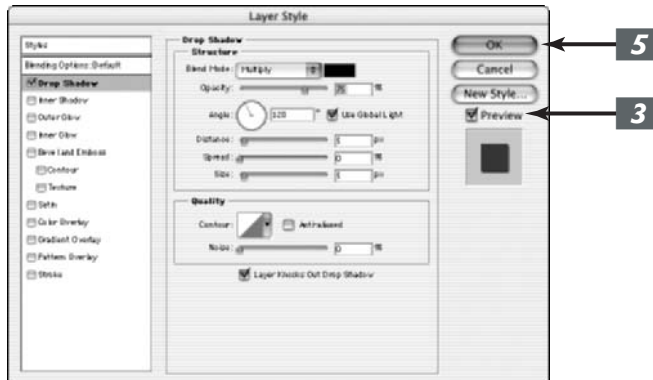 Layer Style
Styles
Blending Options: Default
Drop Shadow
Inner Shadow
Outer Glow
Inner Glow
Bevel and Emboss
Contour
Texture
Satin
Color Overlay
Gradient Overlay
Pattern Overlay
Stroke
Drop Shadow
Structure
Blend Mode: Multiply
Opacity: 75 %
Angle: 120 ° Use Global Light
Distance: 5 px
Spread: 0 %
Size: 5 px
Quality
Contour: Anti-aliased
Noise: 0 %
Layer Knocks Out Drop Shadow
OK
Cancel
New Style...
Preview
5
3